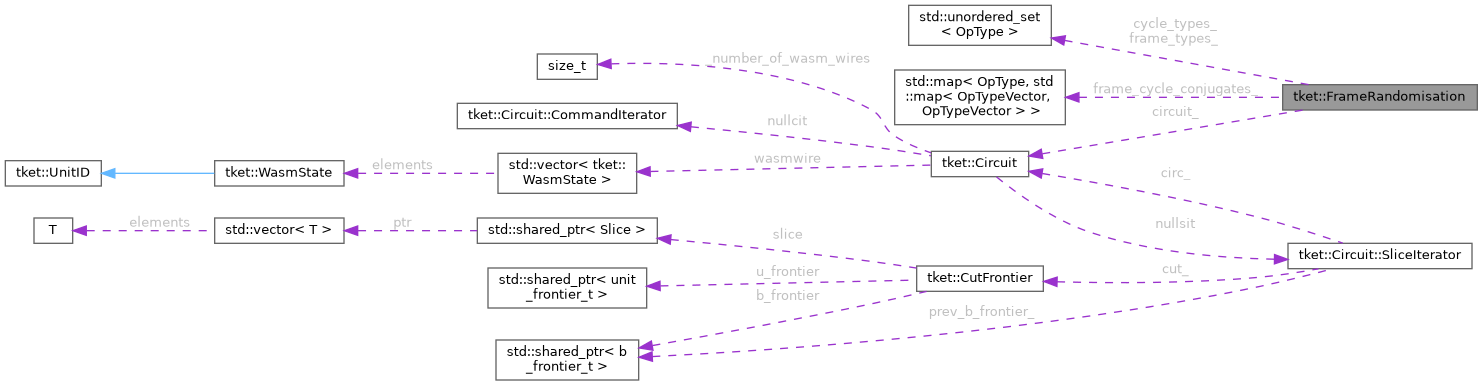 std::unordered_set
< OpType >
cycle_types_
frame_types_
size_t
_number_of_wasm_wires
std::map< OpType, std
::map< OpTypeVector,
OpTypeVector > >
frame_cycle_conjugates_
tket::FrameRandomisation
tket::Circuit::CommandIterator
nullcit
circuit_
tket::UnitID
tket::WasmState
elements
std::vector< tket::
WasmState >
wasmwire
tket::Circuit
circ_
T
elements
std::vector< T >
ptr
std::shared_ptr< Slice >
slice
nullsit
tket::Circuit::SliceIterator
std::shared_ptr< unit
_frontier_t >
u_frontier
tket::CutFrontier
cut_
b_frontier
prev_b_frontier_
std::shared_ptr< b
_frontier_t >